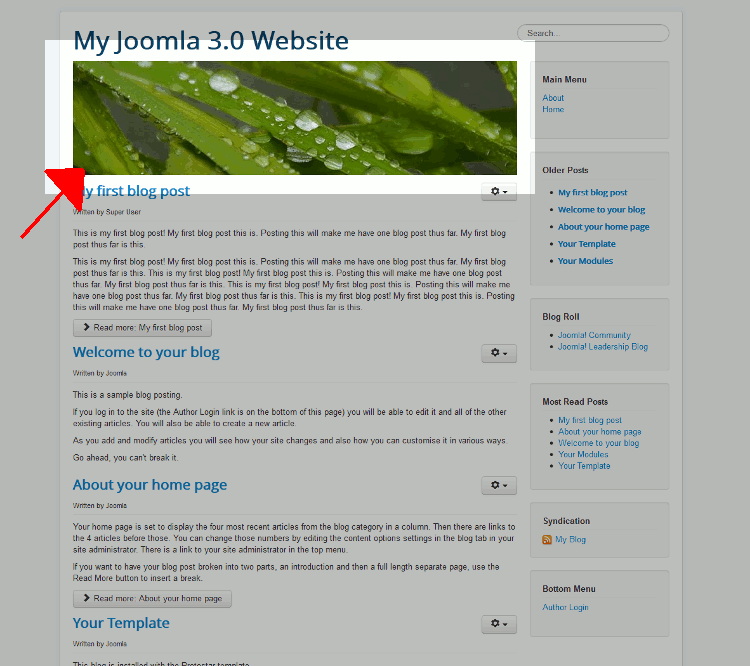 My Joomla 3.0 Website
Search...
My first blog post
Written by Super User
This is my first blog post! My first blog post this is. Posting this will make me have one blog post thus far. My first blog
post thus far is this.
This is my first blog post! My first blog post this is. Posting this will make me have one blog post thus far. My first blog
post thus far is this. This is my first blog post! My first blog post this is. Posting this will make me have one blog post
thus far. My first blog post thus far is this. This is my first blog post! My first blog post this is. Posting this will make me
have one blog post thus far. My first blog post thus far is this. This is my first blog post! My first blog post this is. Posting
this will make me have one blog post thus far. My first blog post thus far is this.
Read more: My first blog post
Welcome to your blog
Written by Joomla
This is a sample blog posting.
If you log in to the site (the Author Login link is on the bottom of this page) you will be able to edit it and all of the other
existing articles. You will also be able to create a new article.
As you add and modify articles you will see how your site changes and also how you can customise it in various ways.
Go ahead, you can't break it.
About your home page
Written by Joomla
Your home page is set to display the four most recent articles from the blog category in a column. Then there are links to
the 4 articles before those. You can change those numbers by editing the content options settings in the blog tab in your
site administrator. There is a link to your site administrator in the top menu.
If you want to have your blog post broken into two parts, an introduction and then a full length separate page, use the
Read More button to insert a break.
Read more: About your home page
Your Template
Written by Joomla
This blog is installed with the Protostar template.
Main Menu
About
Home
Older Posts
My first blog post
Welcome to your blog
About your home page
Your Template
Your Modules
Blog Roll
Joomla! Community
Joomla! Leadership Blog
Most Read Posts
My first blog post
About your home page
Welcome to your blog
Your Modules
Your Template
Syndication
My Blog
Bottom Menu
Author Login